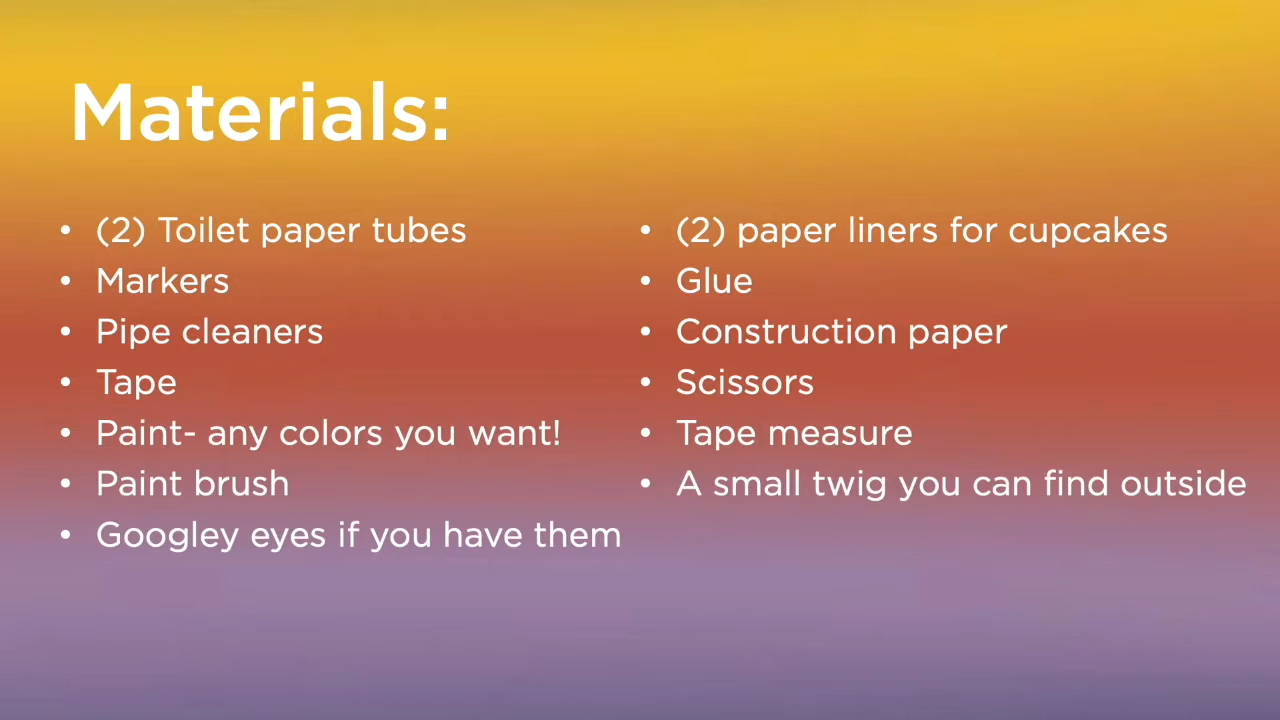 Materials:
• (2) Toilet paper tubes
• Markers
• Pipe cleaners
• Tape
• Paint- any colors you want!
• Paint brush
• Googley eyes if you have them
• (2) paper liners for cupcakes
• Glue
• Construction paper
• Scissors
• Tape measure
• A small twig you can find outside